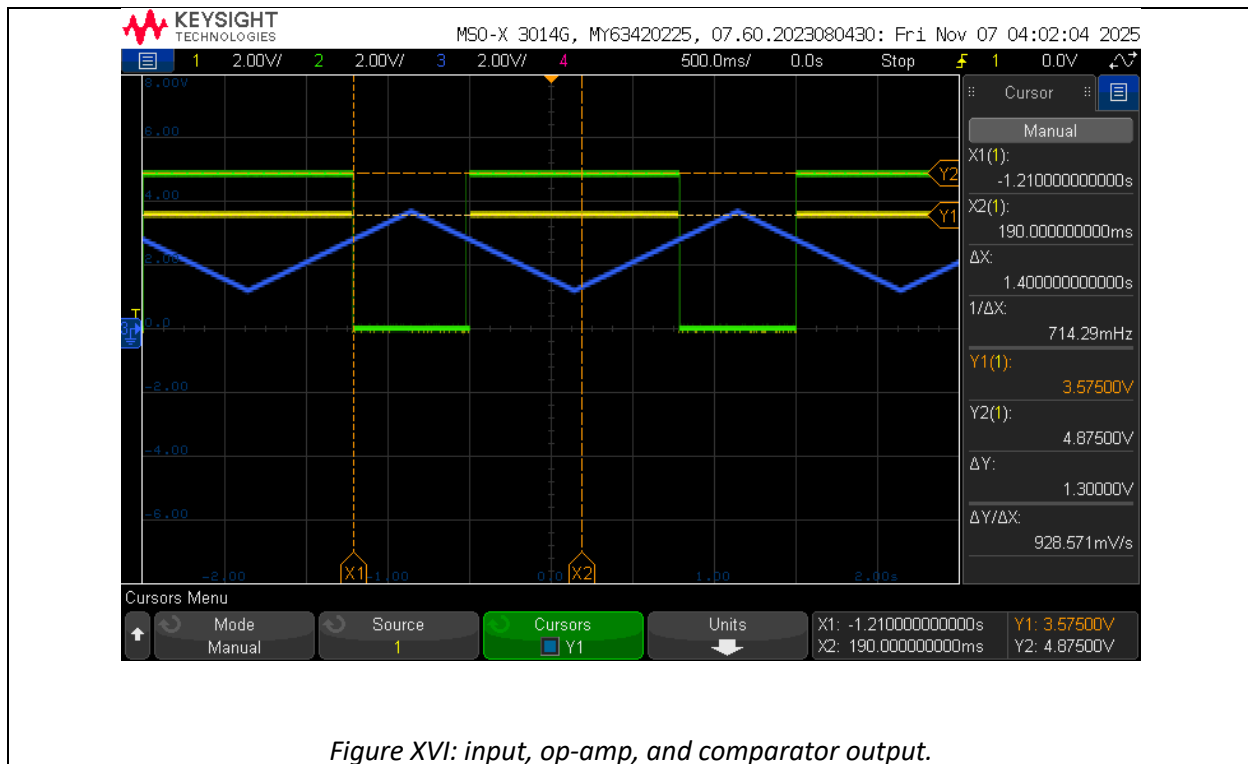 KEYSIGHT
TECHNOLOGIES
MSO-X 3014G, MY63420225, 07.60.2023080430: Fri Nov 07 04:02:04 2025
1 2.00V/ 2 2.00V/ 3 2.00V/ 4 500.0ms/ 0.0s Stop 1 0.0V
8.00V
6.00
4.00
2.00
0.0
-2.00
-4.00
-6.00
T
Y2
Y1
-2.00 X1 -1.00 0.0 X2 1.00 2.00s
Cursor
Manual
X1(1):
-1.210000000000s
X2(1):
190.000000000ms
ΔX:
1.400000000000s
1/ΔX:
714.29mHz
Y1(1):
3.57500V
Y2(1):
4.87500V
ΔY:
1.30000V
ΔY/ΔX:
928.571mV/s
Cursors Menu
Mode
Manual
Source
1
Cursors
Y1
Units
X1: -1.210000000000s
X2: 190.000000000ms
Y1: 3.57500V
Y2: 4.87500V
Figure XVI: input, op-amp, and comparator output.